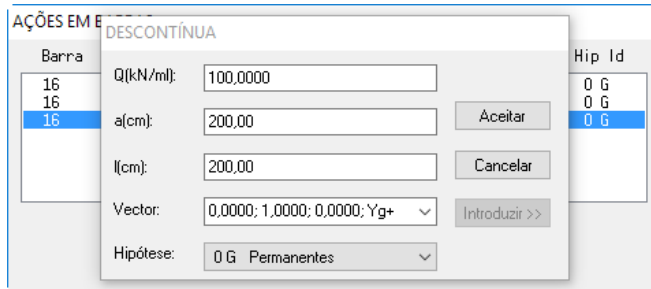 AÇÕES EM
DESCONTÍNUA
Barra
Hip Id
16
0 G
16
0 G
16
0 G
Q(kN/ml):
100,0000
a(cm):
200,00
Aceitar
l(cm):
200,00
Cancelar
Vector:
0,0000; 1,0000; 0,0000; Yg+
Introduzir >>
Hipótese:
0 G Permanentes